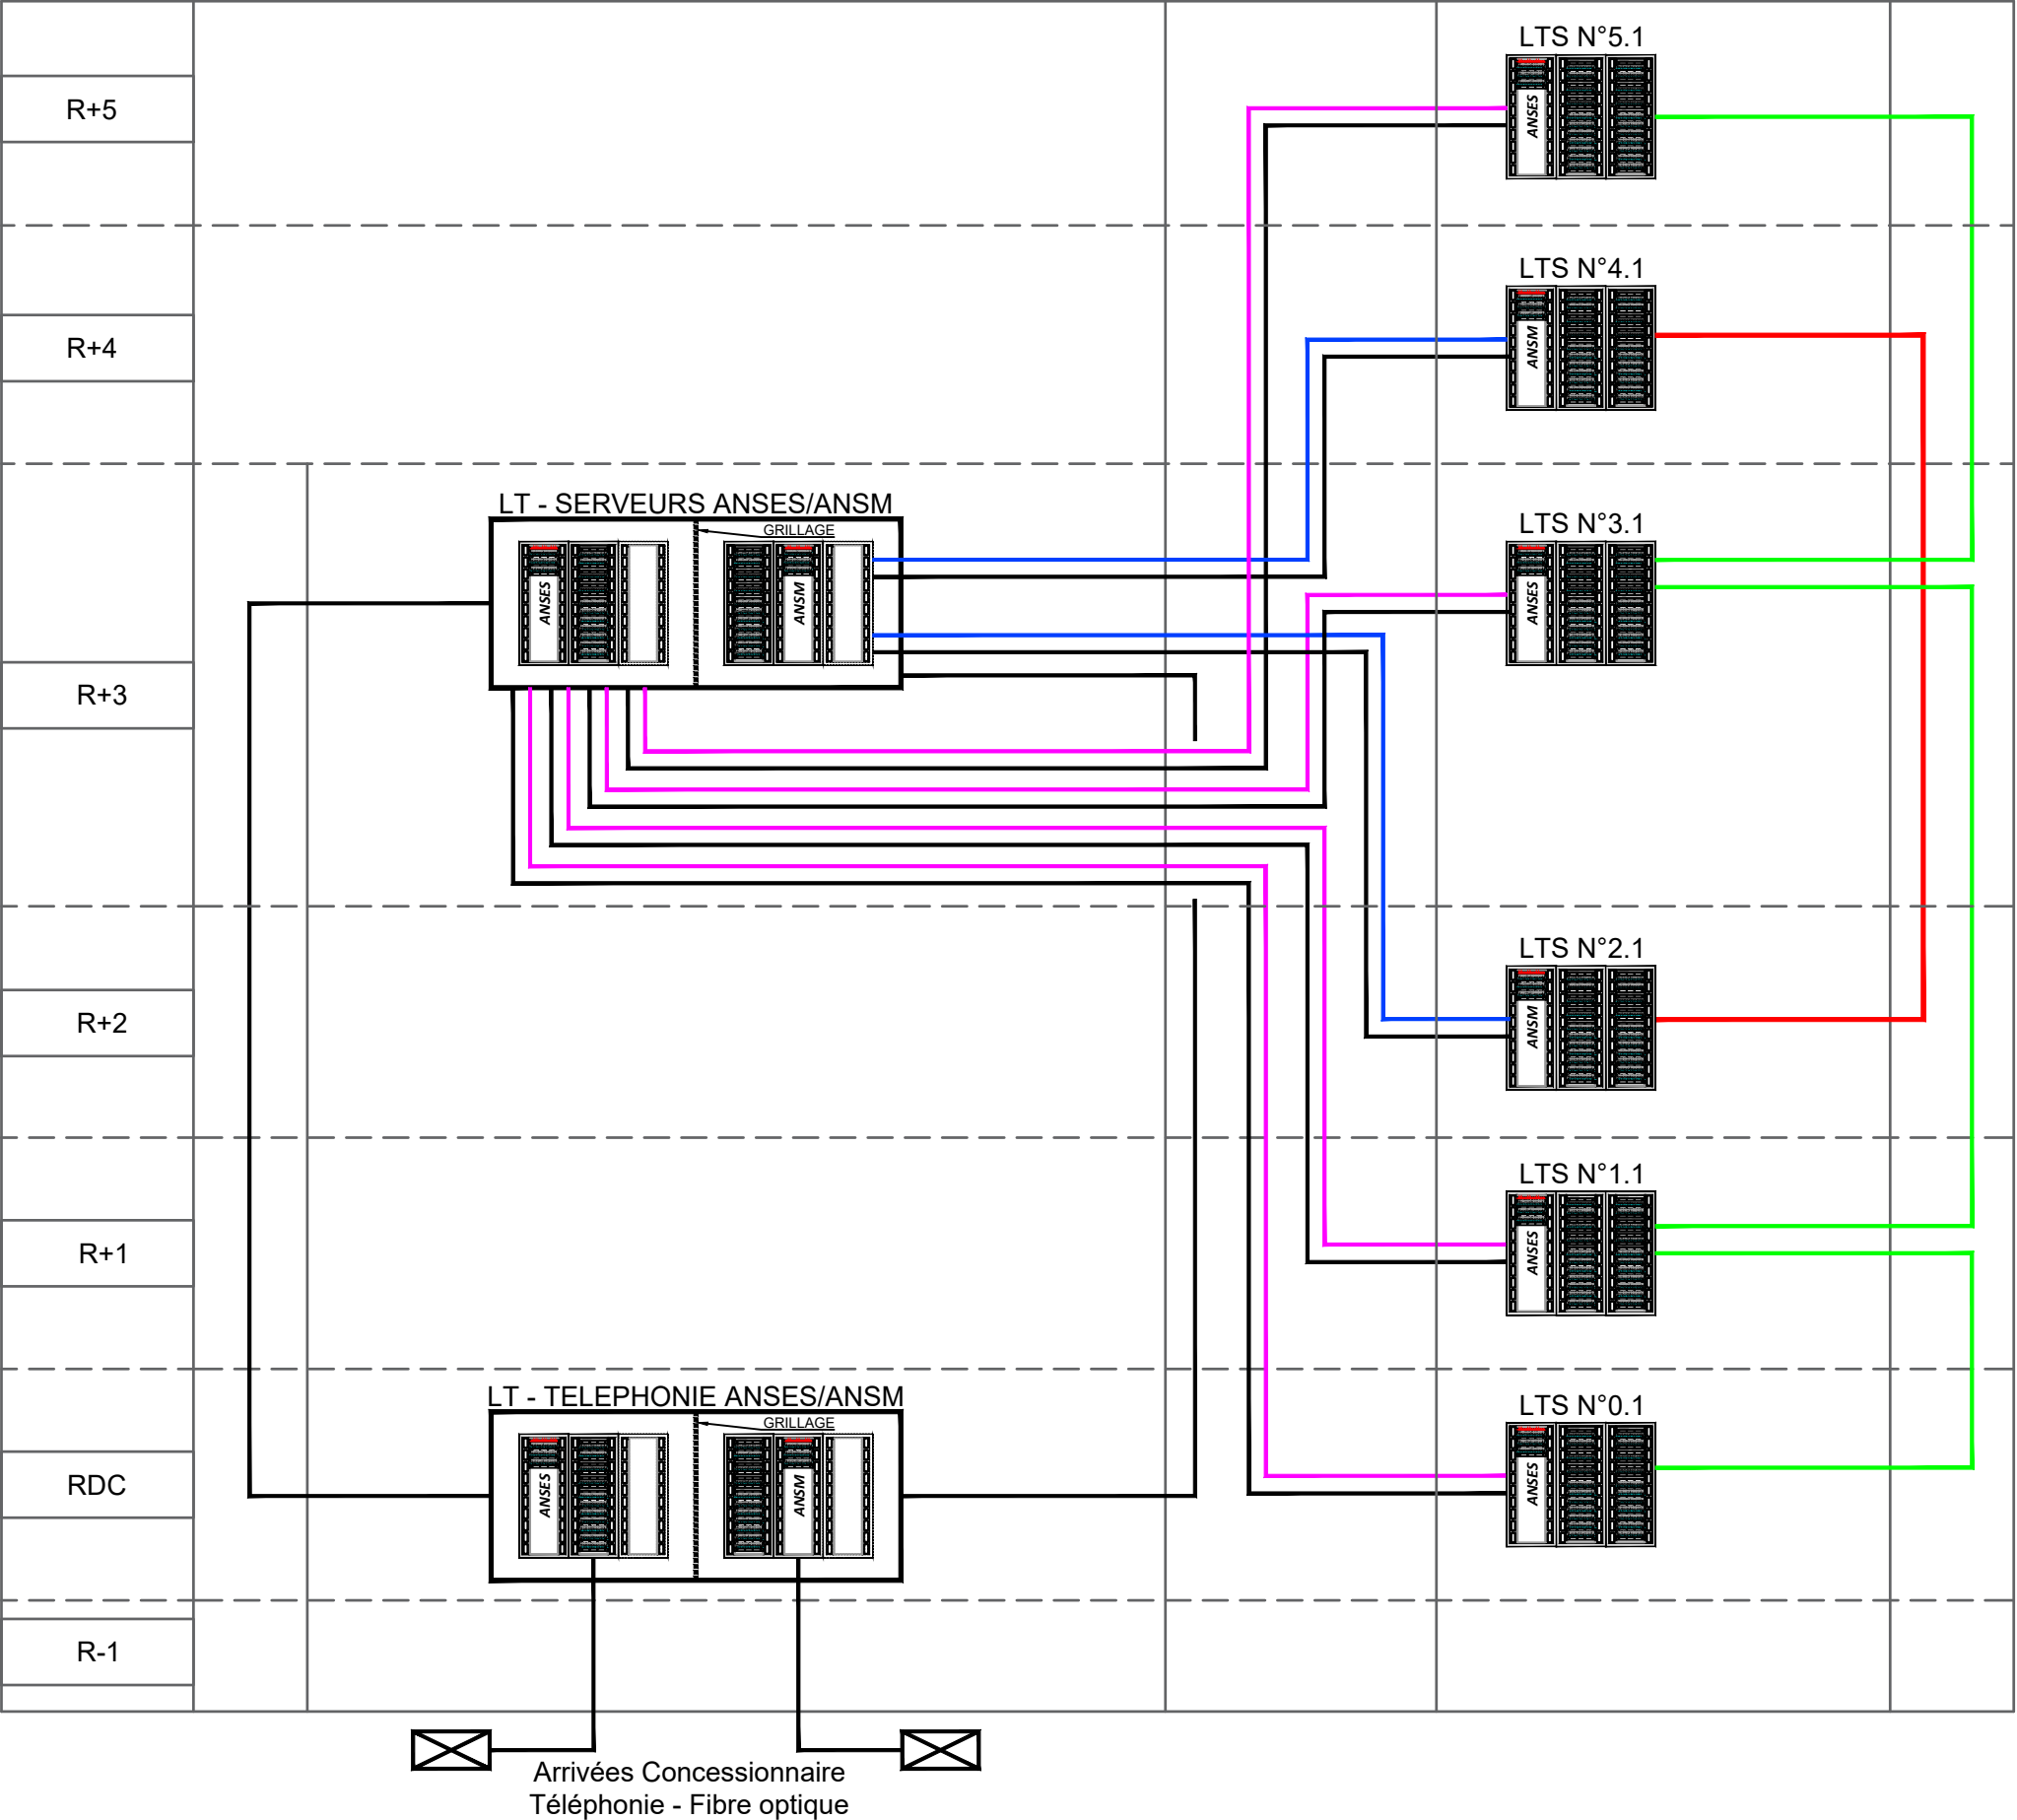 LTS N°5.1
R+5
ANSES
LTS N°4.1
R+4
ANSM
LT - SERVEURS ANSES/ANSM
GRILLAGE
LTS N°3.1
ANSES
ANSM
ANSES
R+3
LTS N°2.1
R+2
ANSM
LTS N°1.1
R+1
ANSES
LT - TELEPHONIE ANSES/ANSM
GRILLAGE
LTS N°0.1
RDC
ANSES
ANSM
ANSES
R-1
Arrivées Concessionnaire
Téléphonie - Fibre optique